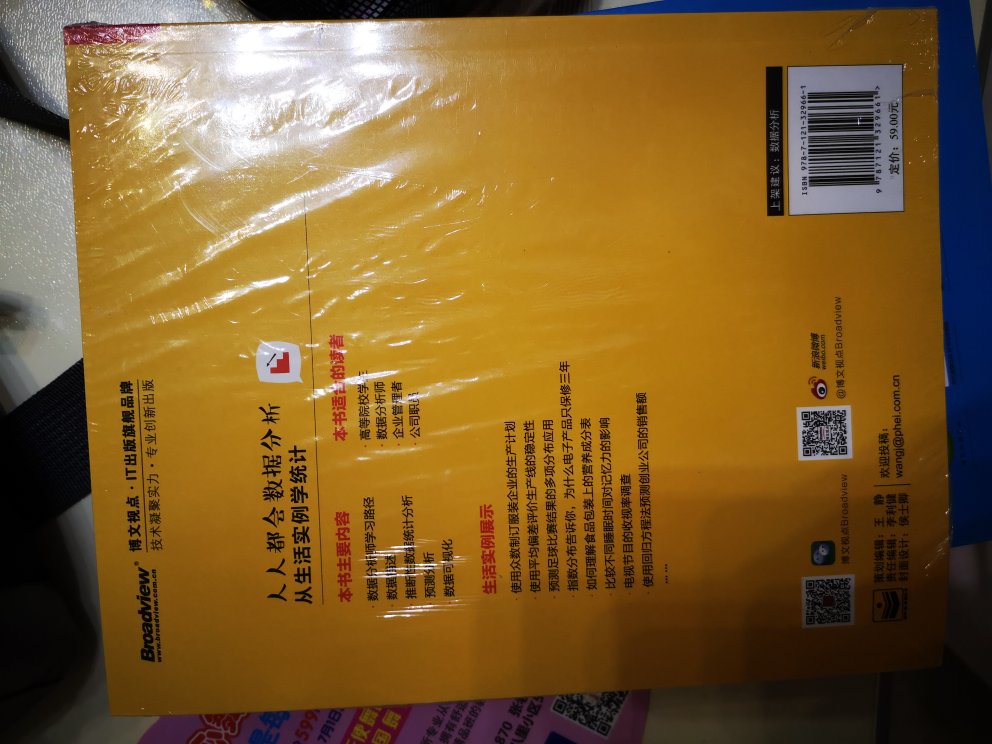 Broadview®
www.broadview.com.cn
博文视点·IT出版旗舰品牌
技术凝聚实力·专业创新出版
人人都会数据分析
从生活实例学统计
本书主要内容
·数据分析师学习路径
·数据表达
·推断性数据统计分析
·预测分析
·数据可视化
本书适合的读者
·高等院校学生
·数据分析师
·企业管理者
·公司职员
生活实例展示
·使用众数制订服装企业的生产计划
·使用平均偏差评价生产线的稳定性
·预测足球比赛结果的多项分布应用
·指数分布告诉你，为什么电子产品只保修三年
·如何理解食品包装上的营养成分表
·比较不同睡眠时间对记忆力的影响
·电视节目的收视率调查
·使用回归方程法预测创业公司的销售额
……
博文视点Broadview
新浪微博
weibo.com
@博文视点Broadview
策划编辑：王 静
责任编辑：李利健
封面设计：侯士卿
欢迎投稿：
wangj@phei.com.cn
上架建议：数据分析
ISBN 978-7-121-32966-1
9 787121 329661>
定价：59.00元
599
7月1日
870
八里小区